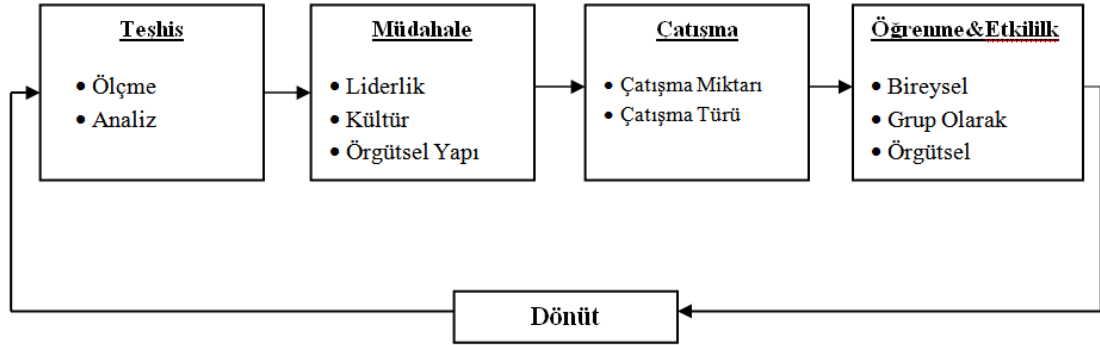 Teşhis
• Ölçme
• Analiz
Müdahale
• Liderlik
• Kültür
• Örgütsel Yapı
Çatışma
• Çatışma Miktarı
• Çatışma Türü
Öğrenme&Etkililk
• Bireysel
• Grup Olarak
• Örgütsel
Dönüt